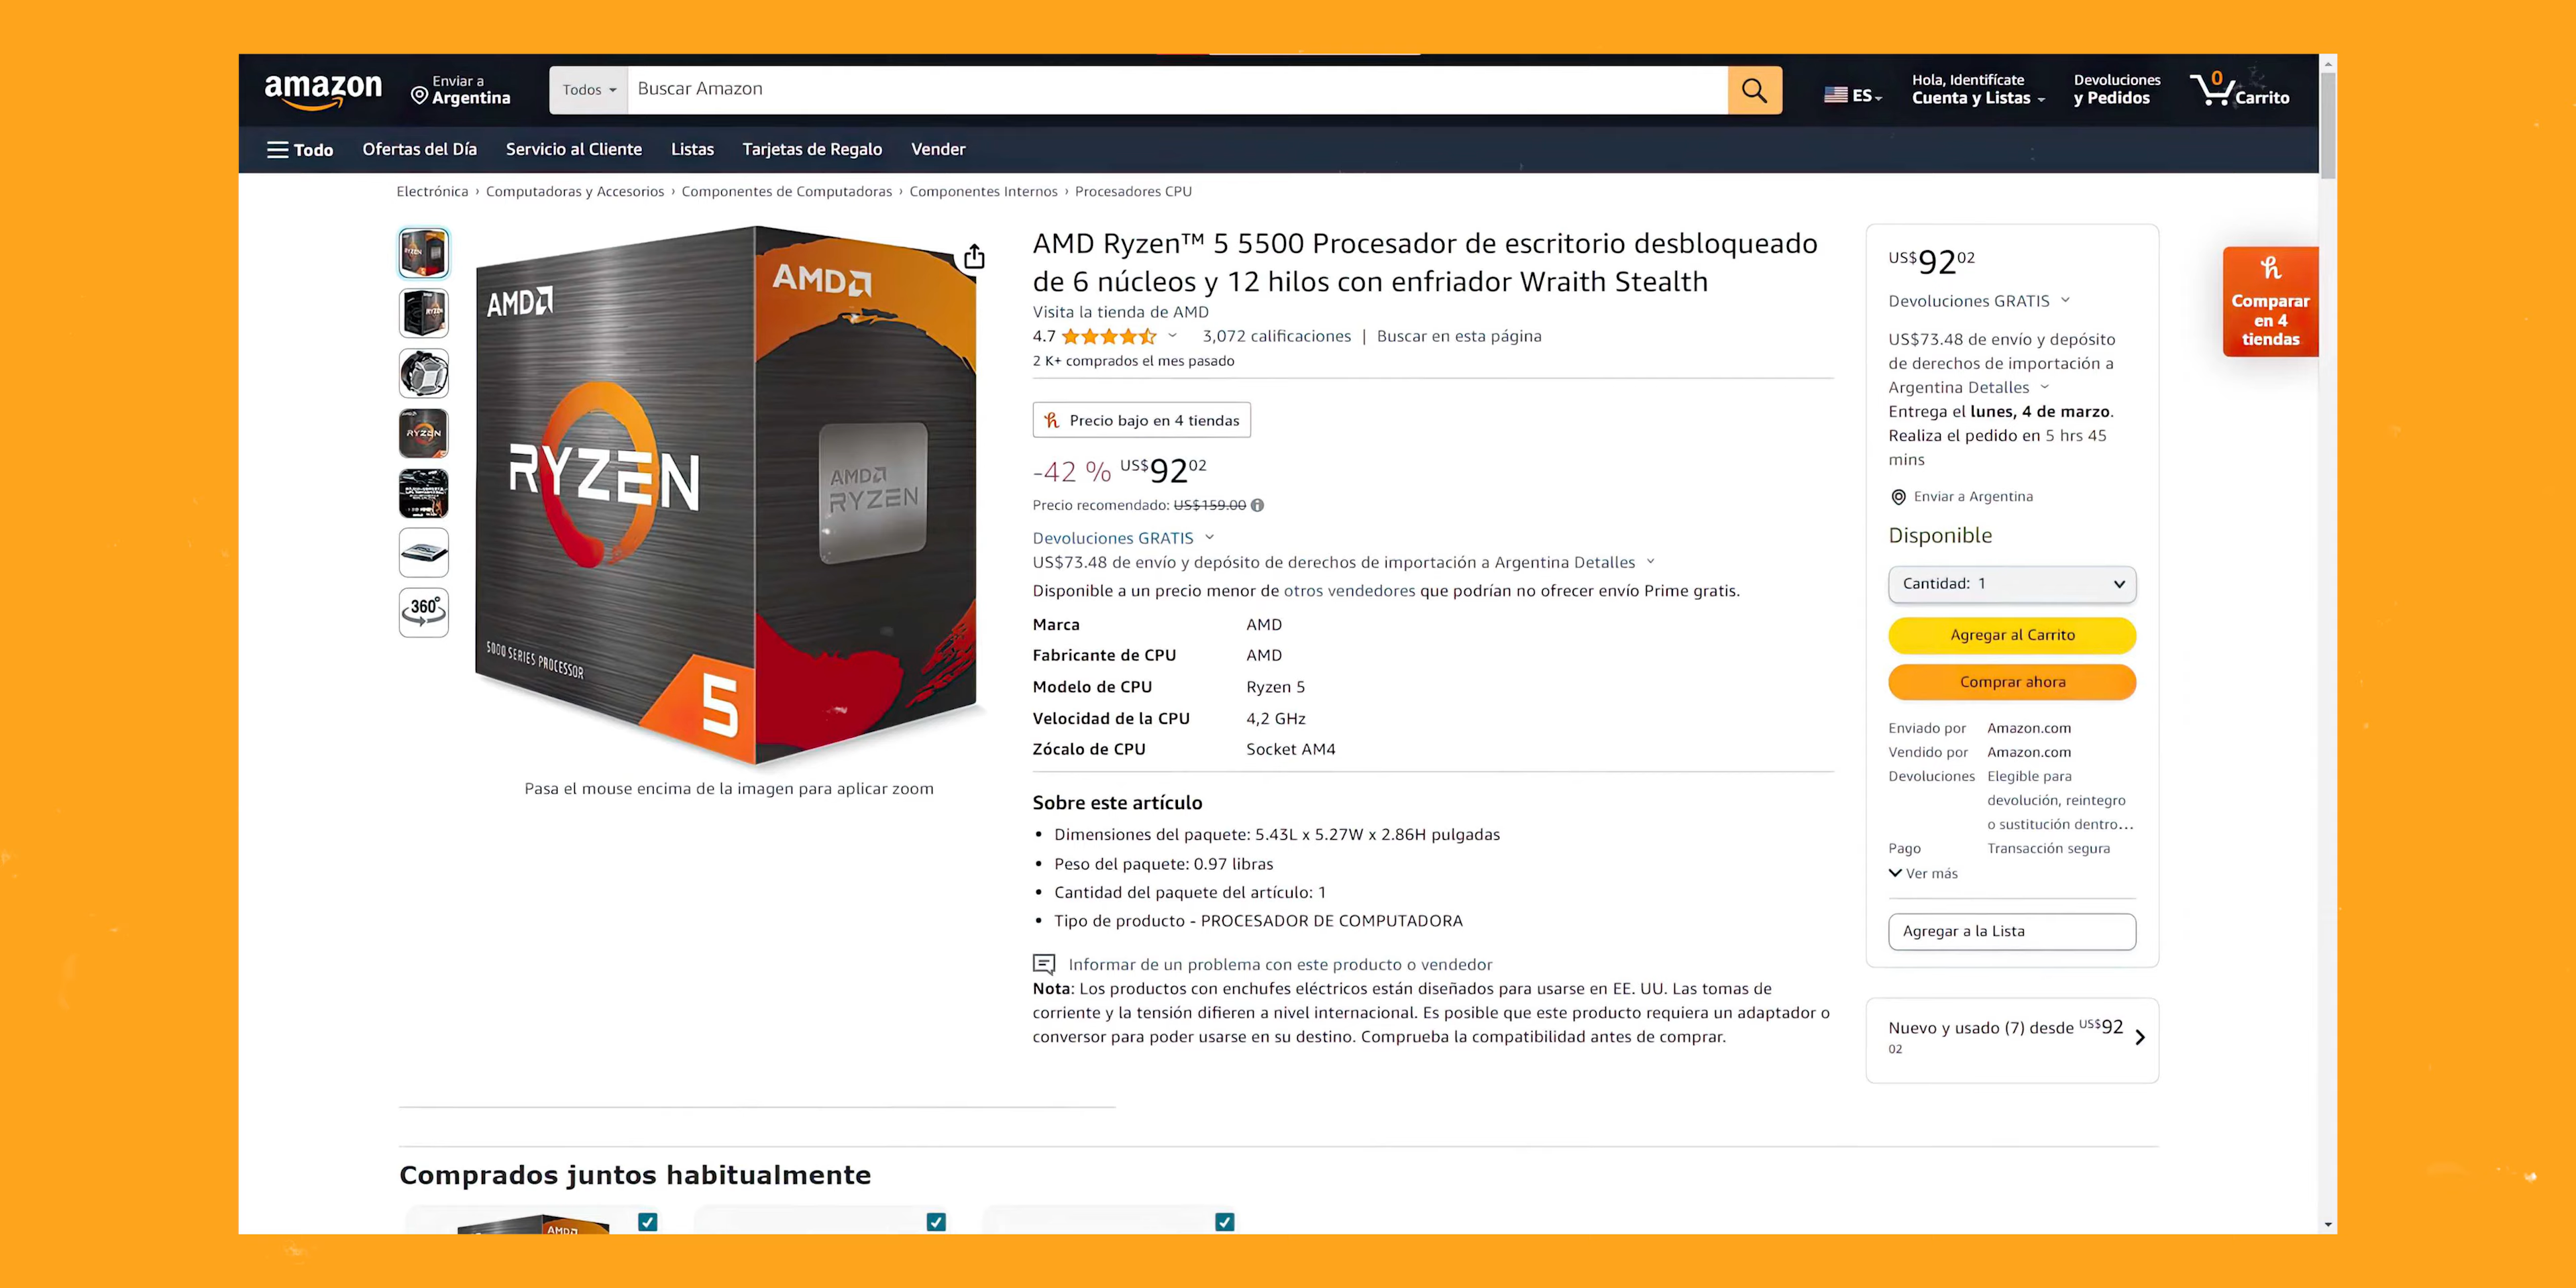 amazon
Enviar a
Argentina
Todos
Buscar Amazon
ES
Hola, Identifícate
Cuenta y Listas
Devoluciones
y Pedidos
0
Carrito
Todo
Ofertas del Día
Servicio al Cliente
Listas
Tarjetas de Regalo
Vender
Electrónica › Computadoras y Accesorios › Componentes de Computadoras › Componentes Internos › Procesadores CPU
360°
AMD
RYZEN
5000 SERIES PROCESSOR
5
AMD
AMD
RYZEN
Pasa el mouse encima de la imagen para aplicar zoom
AMD Ryzen™ 5 5500 Procesador de escritorio desbloqueado
de 6 núcleos y 12 hilos con enfriador Wraith Stealth
Visita la tienda de AMD
4.7
3,072 calificaciones | Buscar en esta página
2 K+ comprados el mes pasado
Precio bajo en 4 tiendas
-42 % US$92 02
Precio recomendado: US$159.00
Devoluciones GRATIS
US$73.48 de envío y depósito de derechos de importación a Argentina Detalles
Disponible a un precio menor de otros vendedores que podrían no ofrecer envío Prime gratis.
Marca AMD
Fabricante de CPU AMD
Modelo de CPU Ryzen 5
Velocidad de la CPU 4,2 GHz
Zócalo de CPU Socket AM4
Sobre este artículo
• Dimensiones del paquete: 5.43L x 5.27W x 2.86H pulgadas
• Peso del paquete: 0.97 libras
• Cantidad del paquete del artículo: 1
• Tipo de producto - PROCESADOR DE COMPUTADORA
Informar de un problema con este producto o vendedor
Nota: Los productos con enchufes eléctricos están diseñados para usarse en EE. UU. Las tomas de
corriente y la tensión difieren a nivel internacional. Es posible que este producto requiera un adaptador o
conversor para poder usarse en su destino. Comprueba la compatibilidad antes de comprar.
US$92 02
Devoluciones GRATIS
US$73.48 de envío y depósito
de derechos de importación a
Argentina Detalles
Entrega el lunes, 4 de marzo.
Realiza el pedido en 5 hrs 45
mins
Enviar a Argentina
Disponible
Cantidad: 1
Agregar al Carrito
Comprar ahora
Enviado por Amazon.com
Vendido por Amazon.com
Devoluciones Elegible para
devolución, reintegro
o sustitución dentro...
Pago Transacción segura
Ver más
Agregar a la Lista
Nuevo y usado (7) desde US$92
02
Comparar
en 4
tiendas
Comprados juntos habitualmente
AMD